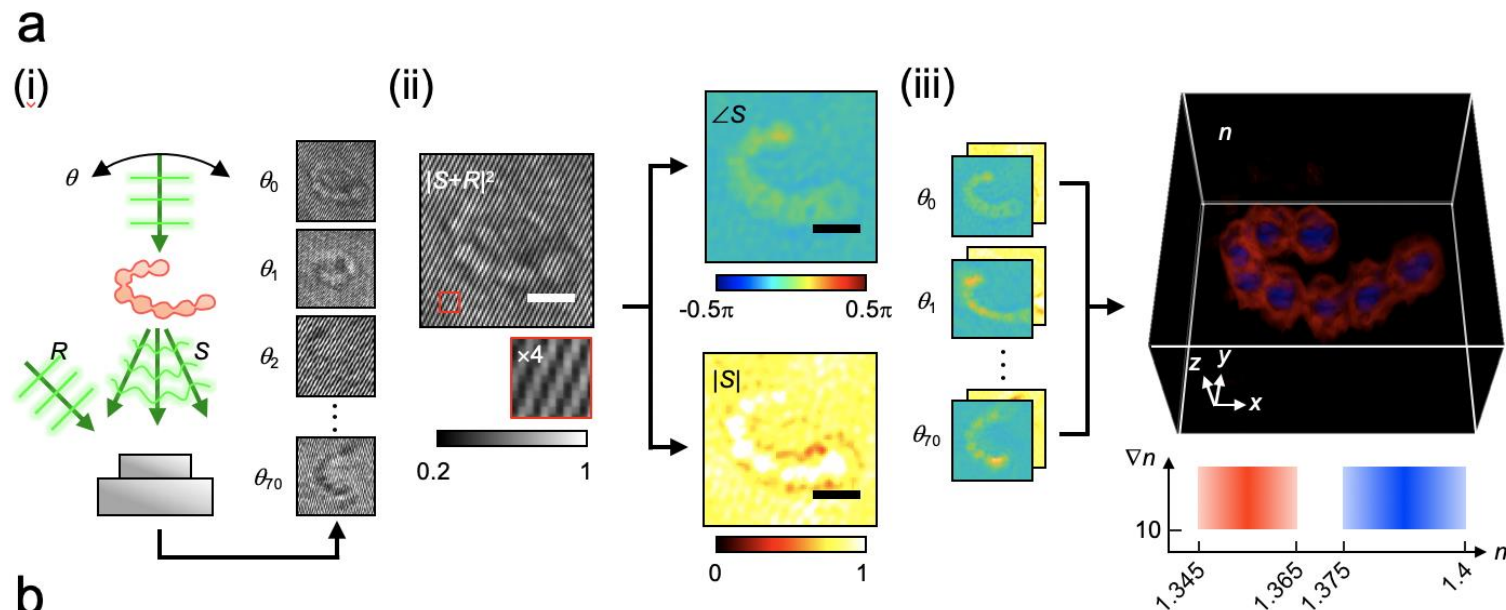 a
(i)
θ
R
S
θ0
θ1
θ2
θ70
(ii)
|S+R|²
×4
0.2
1
∠S
-0.5π
0.5π
|S|
0
1
(iii)
θ0
θ1
θ70
n
z
y
x
∇n
10
n
1.345
1.365
1.375
1.4
b